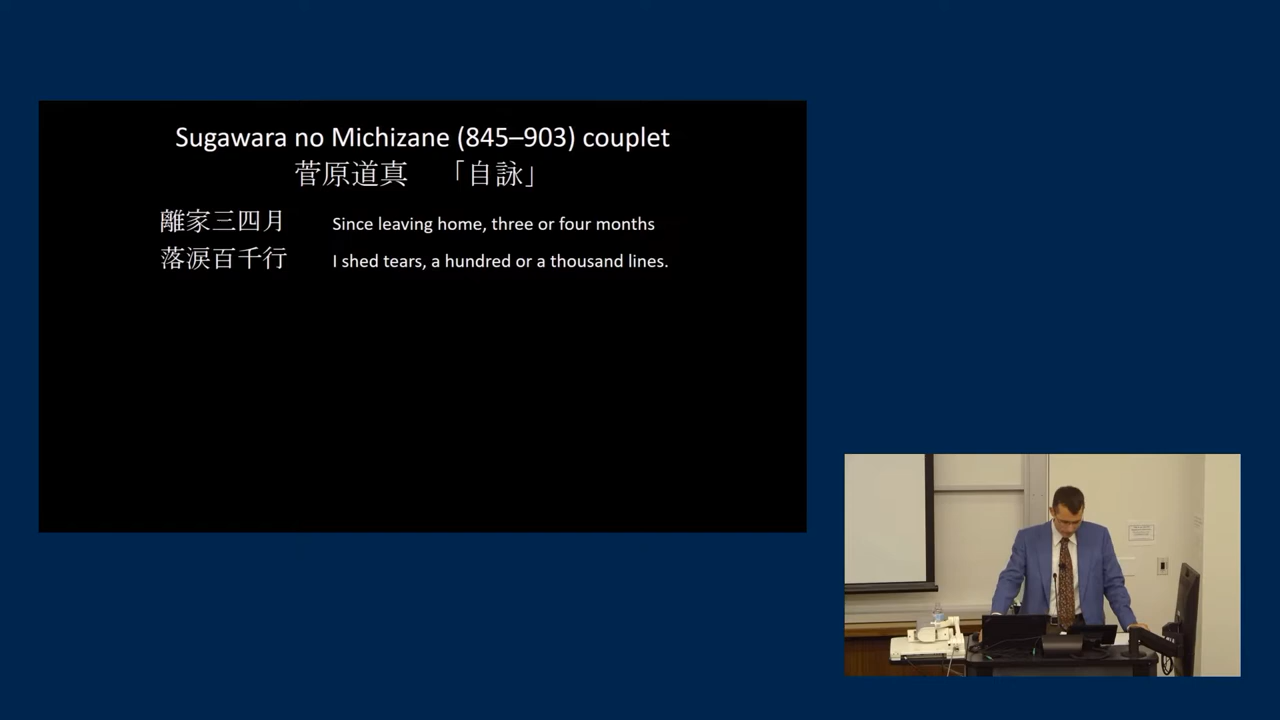 Sugawara no Michizane (845–903) couplet
菅原道真　「自詠」
離家三四月　Since leaving home, three or four months
落淚百千行　I shed tears, a hundred or a thousand lines.